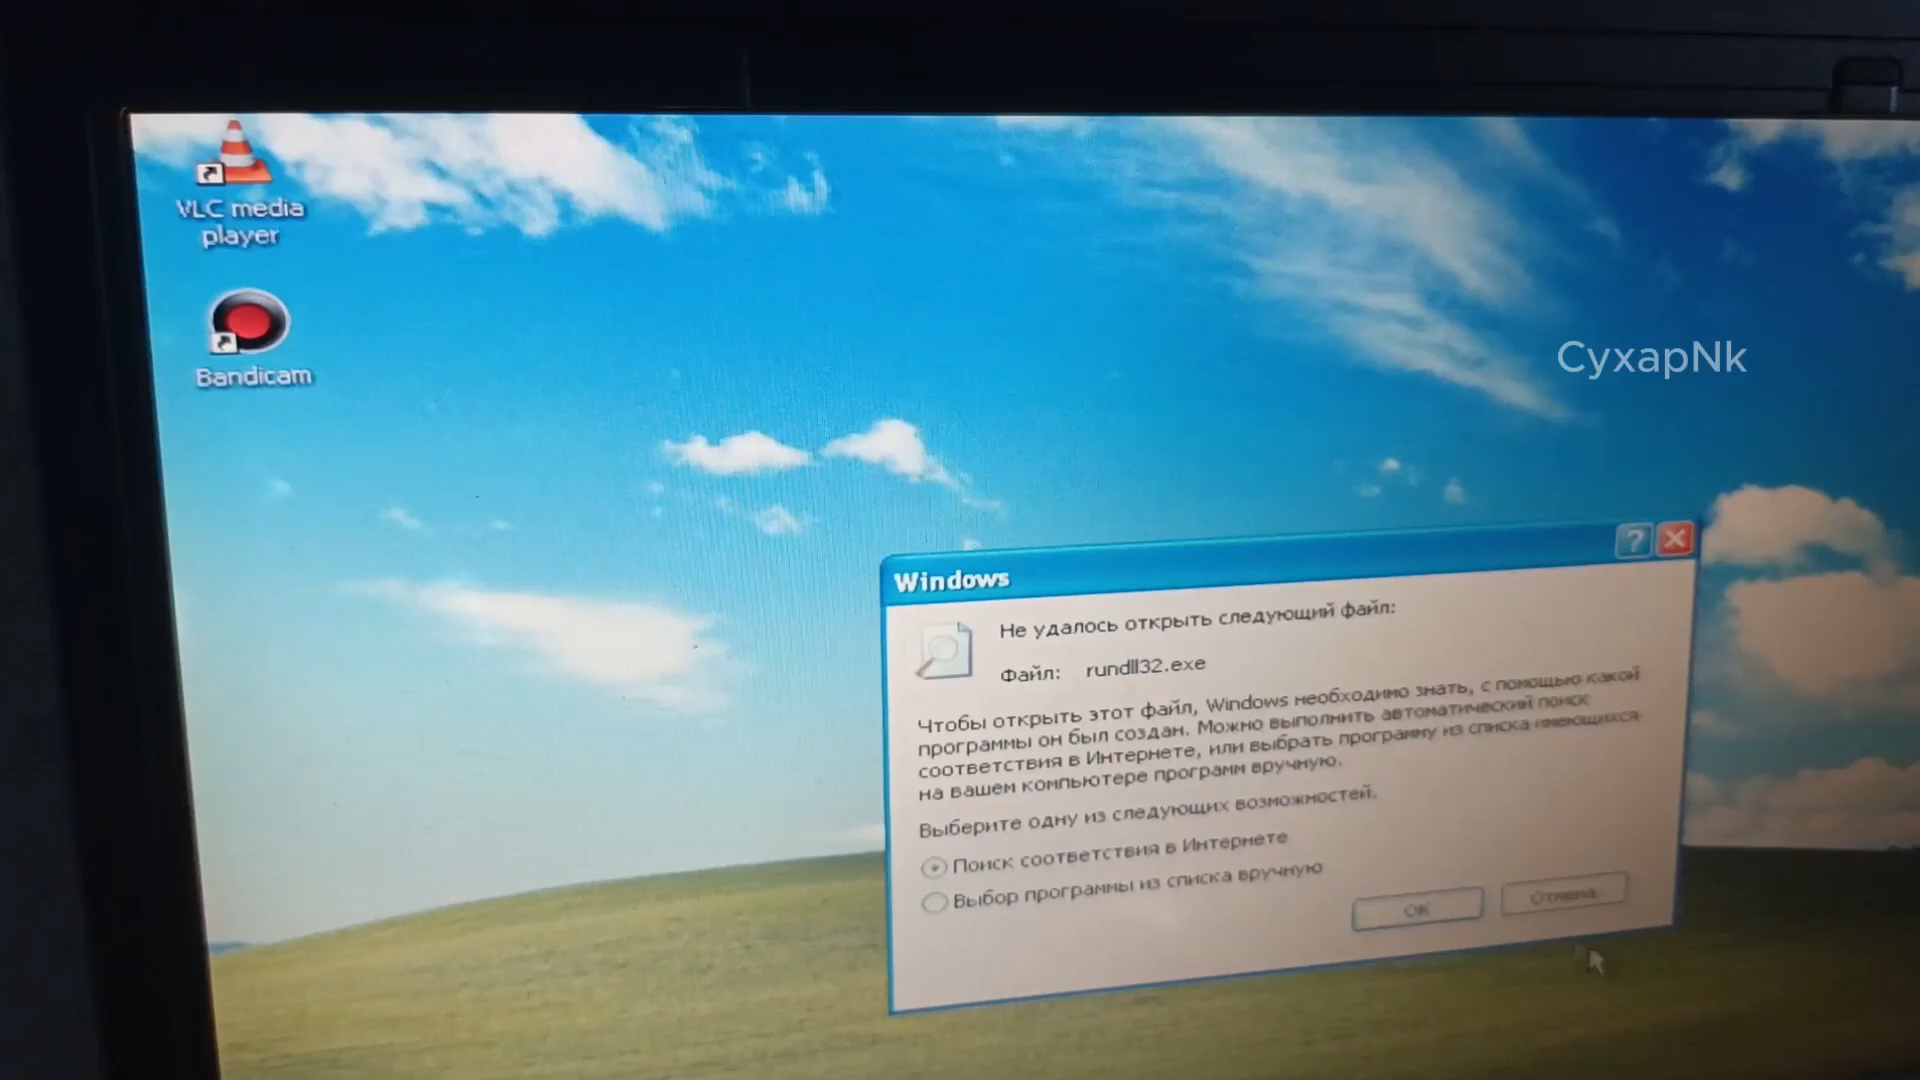 VLC media
player
Bandicam
CyxapNk
Windows
Не удалось открыть следующий файл:
Файл: rundll32.exe
Чтобы открыть этот файл, Windows необходимо знать, с помощью какой
программы он был создан. Можно выполнить автоматический поиск
соответствия в Интернете, или выбрать программу из списка имеющихся
на вашем компьютере программ вручную.
Выберите одну из следующих возможностей.
Поиск соответствия в Интернете
Выбор программы из списка вручную
ОК
Отмена